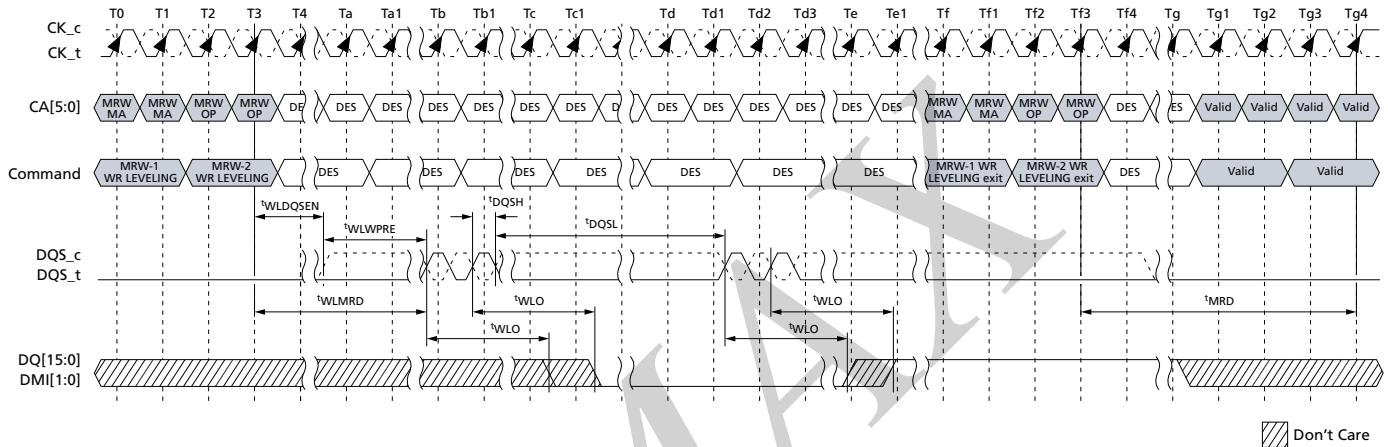 T0 T1 T2 T3 T4 Ta Ta1 Tb Tb1 Tc Tc1 Td Td1 Td2 Td3 Te Te1 Tf Tf1 Tf2 Tf3 Tf4 Tg Tg1 Tg2 Tg3 Tg4
CK_c
CK_t
CA[5:0] MRW MA MRW MA MRW OP MRW OP DE DES DES DES DES DES DES D DES DES DES DES DES DES MRW MA MRW MA MRW OP MRW OP DES ES Valid Valid Valid Valid
Command MRW-1 WR LEVELING MRW-2 WR LEVELING DES DES DES DES DES DES DES MRW-1 WR LEVELING exit MRW-2 WR LEVELING exit DES Valid Valid
tWLDQSEN tDQSH
tWLWPRE tDQSL
DQS_c
DQS_t
tWLMRD tWLO tWLO tMRD
tWLO tWLO
DQ[15:0]
DMI[1:0]
MAX
Don't Care